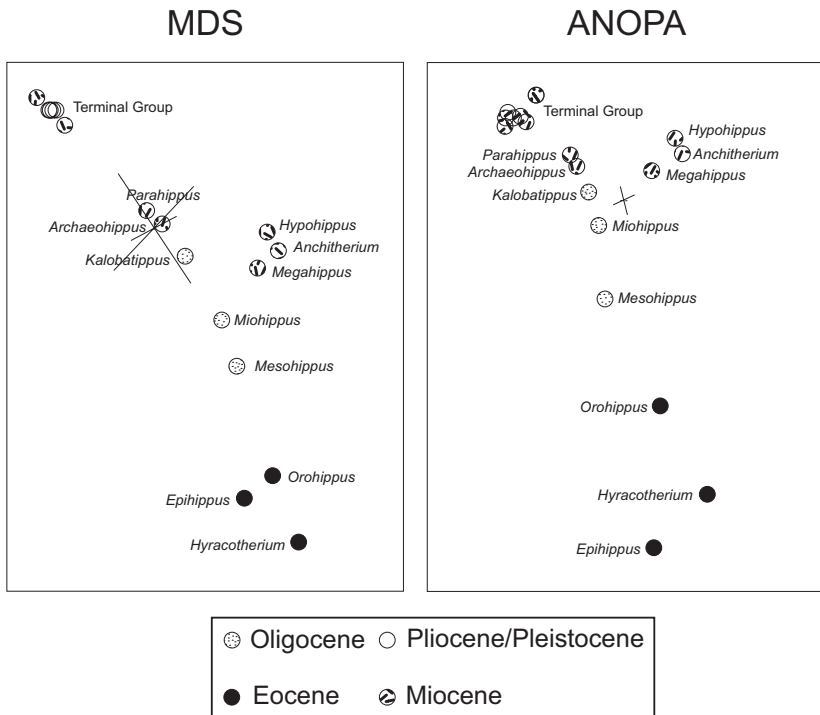 MDS
Terminal Group
Parahippus
Archaeohippus
Kalobatippus
Hypohippus
Anchitherium
Megahippus
Miohippus
Mesohippus
Orohippus
Epihippus
Hyracotherium
ANOPA
Terminal Group
Hypohippus
Parahippus
Anchitherium
Archaeohippus
Megahippus
Kalobatippus
Miohippus
Mesohippus
Orohippus
Hyracotherium
Epihippus
Oligocene Pliocene/Pleistocene
Eocene Miocene